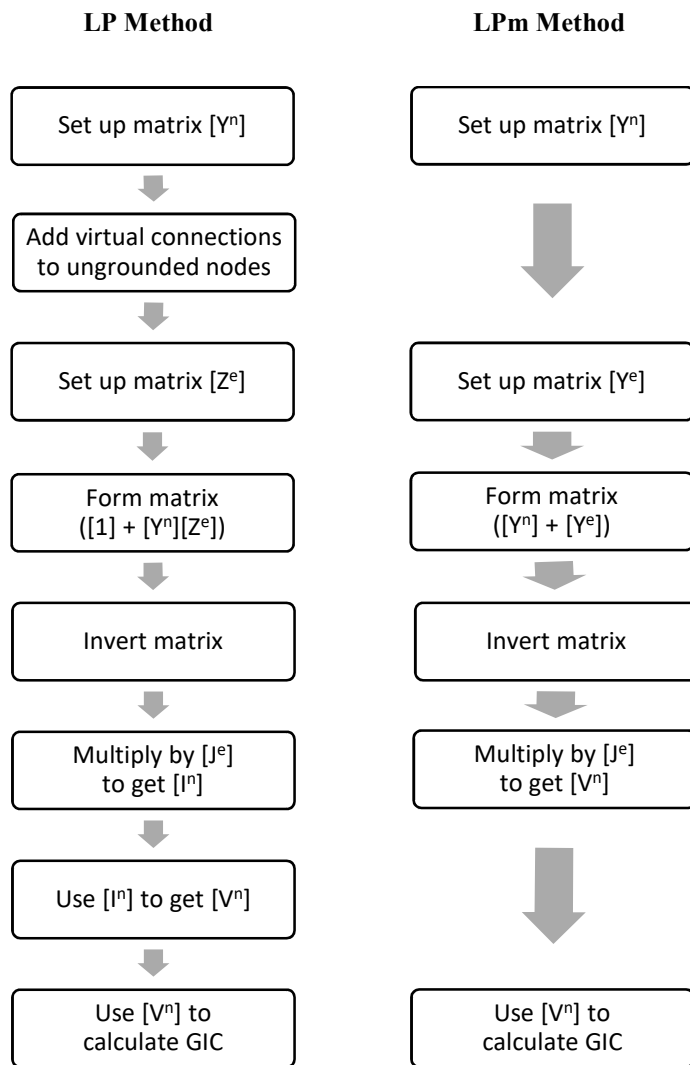 LP Method
Set up matrix [Yⁿ]
Add virtual connections
to ungrounded nodes
Set up matrix [Zᵉ]
Form matrix
([1] + [Yⁿ][Zᵉ])
Invert matrix
Multiply by [Jᵉ]
to get [Iⁿ]
Use [Iⁿ] to get [Vⁿ]
Use [Vⁿ] to
calculate GIC
LPm Method
Set up matrix [Yⁿ]
Set up matrix [Yᵉ]
Form matrix
([Yⁿ] + [Yᵉ])
Invert matrix
Multiply by [Jᵉ]
to get [Vⁿ]
Use [Vⁿ] to
calculate GIC